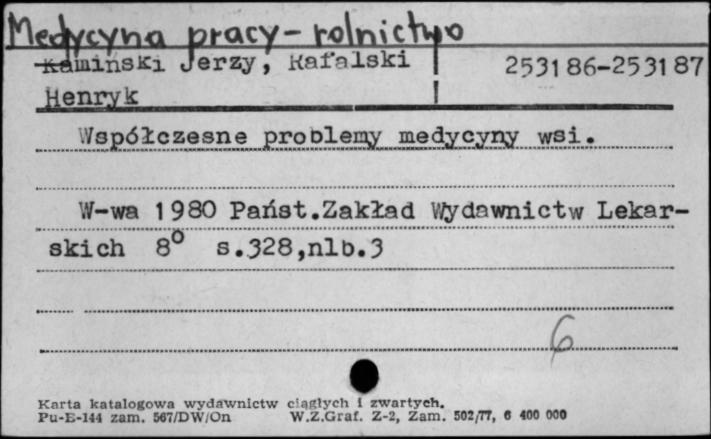 Medycyna pracy - rolnictwo
Kamiński Jerzy, Rafalski
253186-253187
Henryk
Współczesne problemy medycyny wsi.
W-wa 1980 Państ.Zakład Wydawnictw Lekar-
skich 8° s.328,nlb.3
6
Karta katalogowa wydawnictw ciągłych i zwartych.
Pu-E-144 zam. 567/DW/On W.Z.Graf. Z-2, Zam. 502/77, 6 400 000